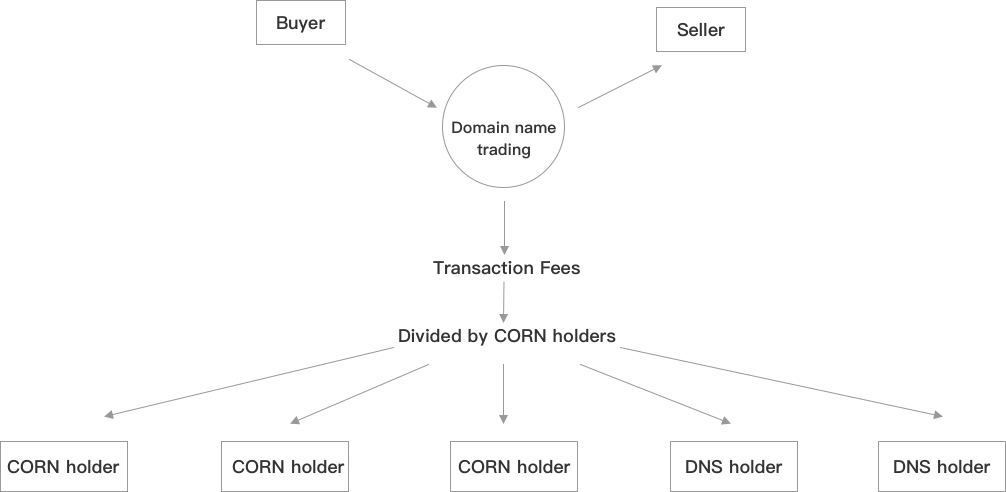 Buyer
Seller
Domain name
trading
Transaction Fees
Divided by CORN holders
CORN holder
CORN holder
CORN holder
DNS holder
DNS holder